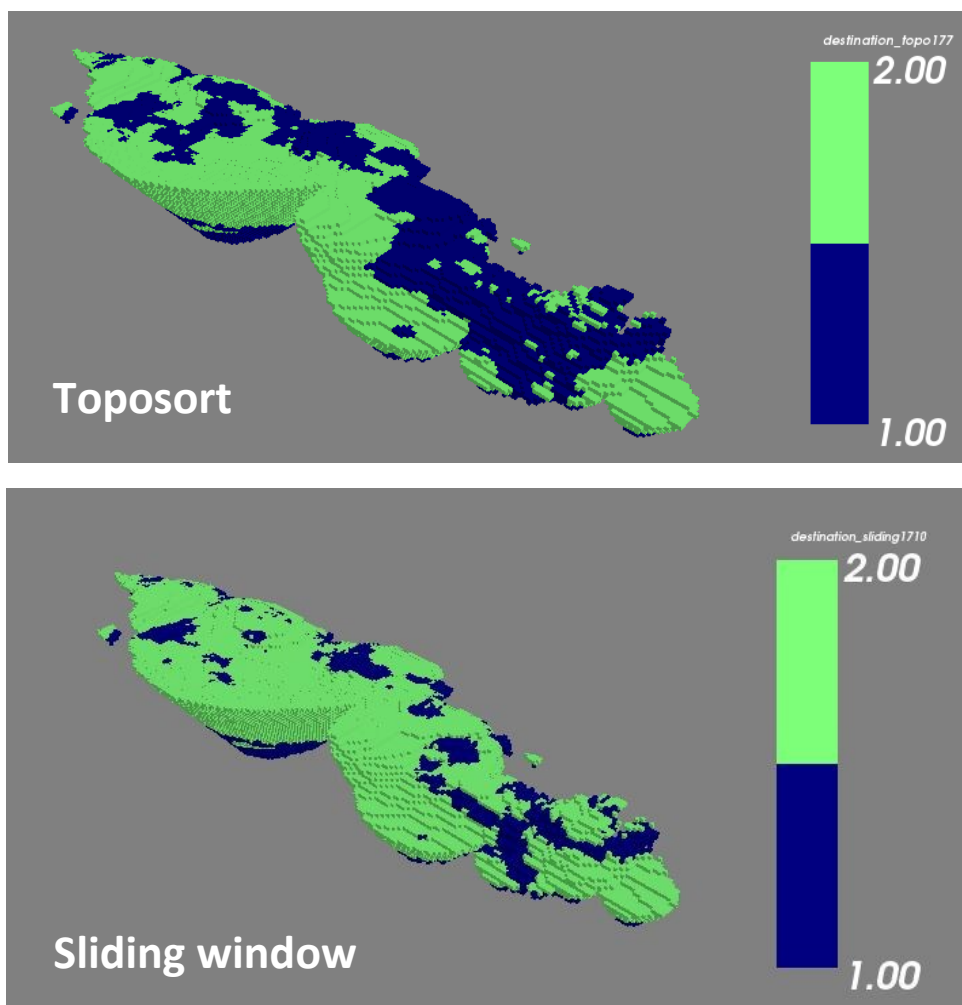 destination_topo177
2.00
1.00
Toposort
destination_sliding1710
2.00
1.00
Sliding window